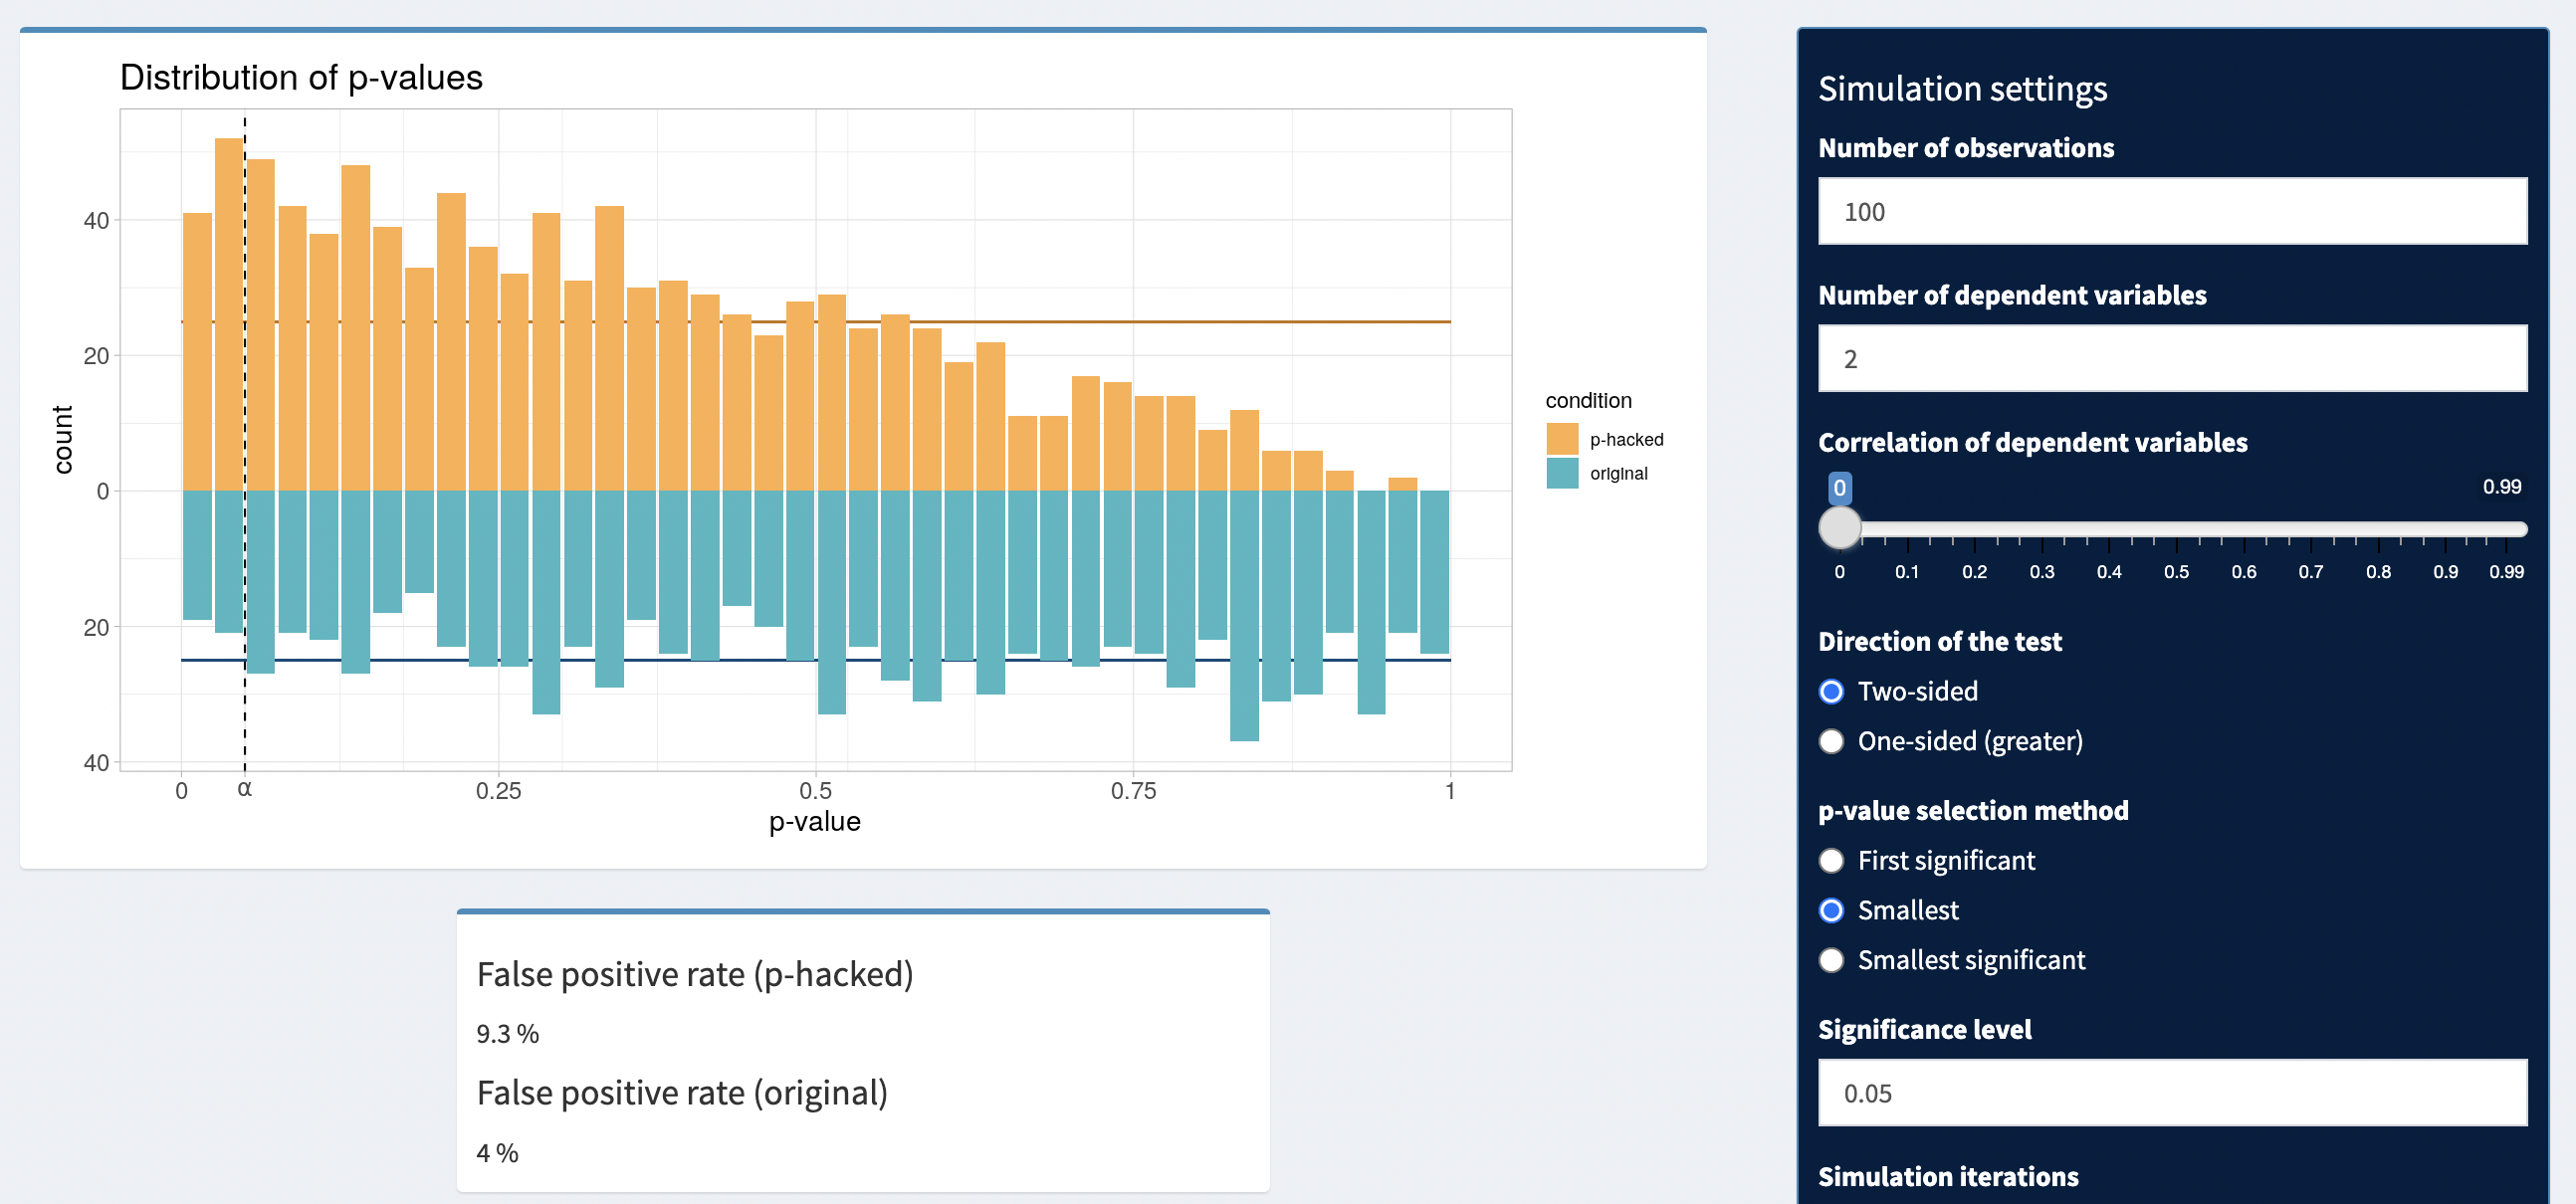 Distribution of p-values
40
20
0
20
40
count
0
α
0.25
0.5
0.75
1
p-value
condition
p-hacked
original
False positive rate (p-hacked)
9.3 %
False positive rate (original)
4 %
Simulation settings
Number of observations
100
Number of dependent variables
2
Correlation of dependent variables
0
0.99
0 0.1 0.2 0.3 0.4 0.5 0.6 0.7 0.8 0.9 0.99
Direction of the test
Two-sided
One-sided (greater)
p-value selection method
First significant
Smallest
Smallest significant
Significance level
0.05
Simulation iterations